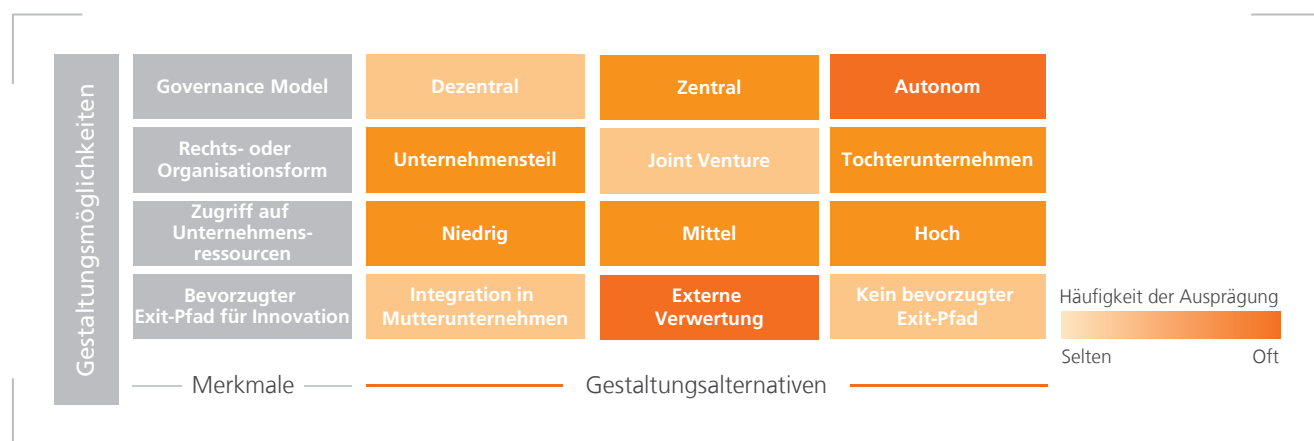 Gestaltungsmöglichkeiten
Governance Model
Dezentral
Zentral
Autonom
Rechts- oder
Organisationsform
Unternehmensteil
Joint Venture
Tochterunternehmen
Zugriff auf
Unternehmens-
ressourcen
Niedrig
Mittel
Hoch
Bevorzugter
Exit-Pfad für Innovation
Integration in
Mutterunternehmen
Externe
Verwertung
Kein bevorzugter
Exit-Pfad
Häufigkeit der Ausprägung
Selten
Oft
Merkmale
Gestaltungsalternativen